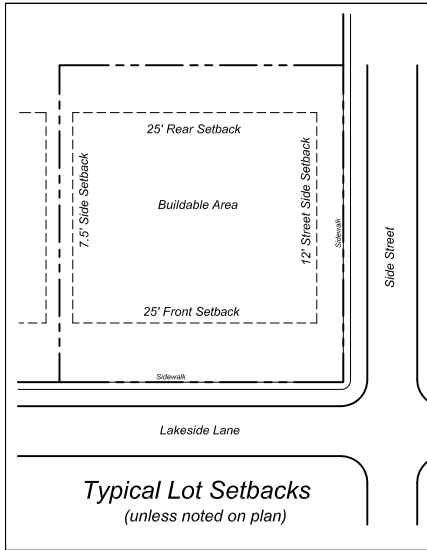 25' Rear Setback
7.5' Side Setback
Buildable Area
12' Street Side Setback
Sidewalk
Side Street
25' Front Setback
Sidewalk
Lakeside Lane
Typical Lot Setbacks
(unless noted on plan)